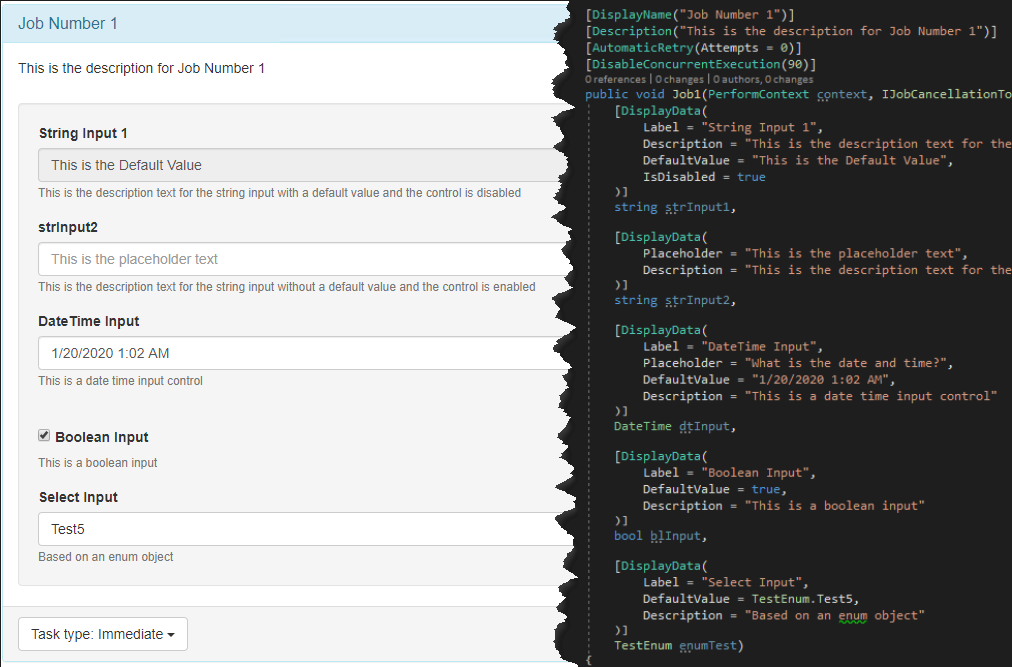 Job Number 1
This is the description for Job Number 1
String Input 1
This is the Default Value
This is the description text for the string input with a default value and the control is disabled
strInput2
This is the placeholder text
This is the description text for the string input without a default value and the control is enabled
DateTime Input
1/20/2020 1:02 AM
This is a date time input control
Boolean Input
This is a boolean input
Select Input
Test5
Based on an enum object
Task type: Immediate
[DisplayName("Job Number 1")]
[Description("This is the description for Job Number 1")]
[AutomaticRetry(Attempts = 0)]
[DisableConcurrentExecution(90)]
0 references | 0 changes | 0 authors, 0 changes
public void Job1(PerformContext context, IJobCancellationTo
[DisplayData(
Label = "String Input 1",
Description = "This is the description text for the
DefaultValue = "This is the Default Value",
IsDisabled = true
)]
string strInput1,
[DisplayData(
Placeholder = "This is the placeholder text",
Description = "This is the description text for the
)]
string strInput2,
[DisplayData(
Label = "DateTime Input",
Placeholder = "What is the date and time?",
DefaultValue = "1/20/2020 1:02 AM",
Description = "This is a date time input control"
)]
DateTime dtInput,
[DisplayData(
Label = "Boolean Input",
DefaultValue = true,
Description = "This is a boolean input"
)]
bool blInput,
[DisplayData(
Label = "Select Input",
DefaultValue = TestEnum.Test5,
Description = "Based on an enum object"
)]
TestEnum enumTest)
{